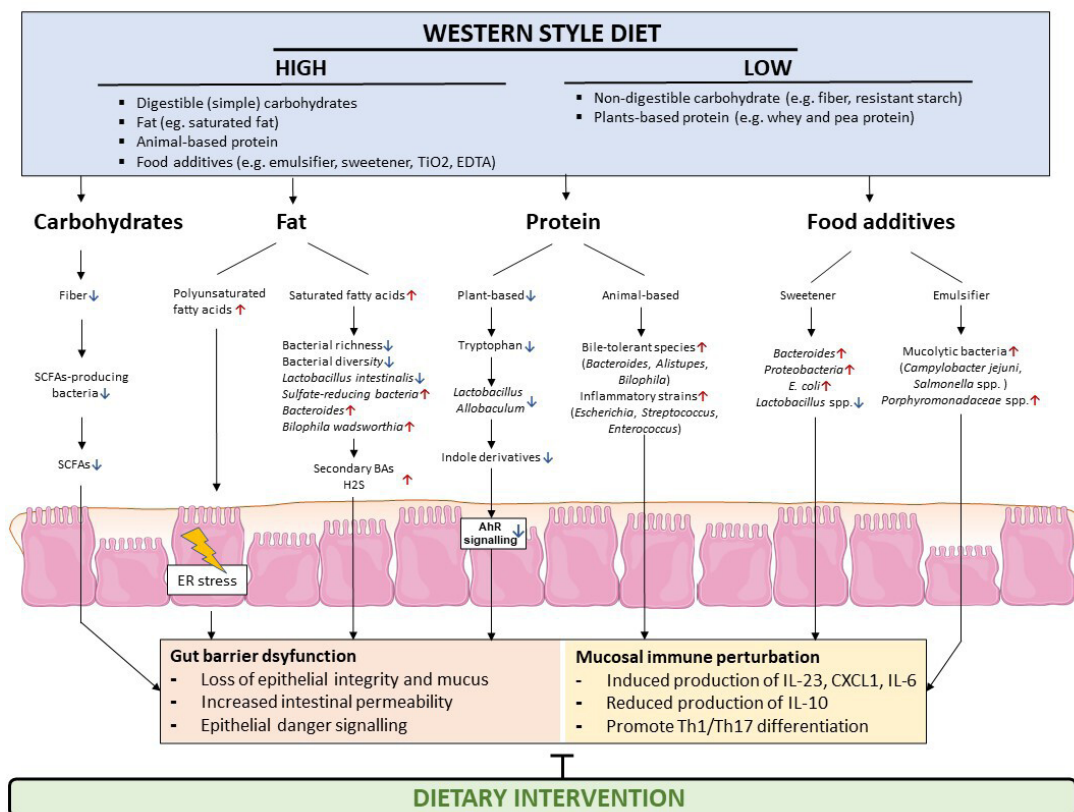 WESTERN STYLE DIET
HIGH
▪ Digestible (simple) carbohydrates
▪ Fat (eg. saturated fat)
▪ Animal-based protein
▪ Food additives (e.g. emulsifier, sweetener, TiO2, EDTA)
LOW
▪ Non-digestible carbohydrate (e.g. fiber, resistant starch)
▪ Plants-based protein (e.g. whey and pea protein)
Carbohydrates
Fiber↓
SCFAs-producing
bacteria↓
SCFAs↓
Fat
Polyunsaturated
fatty acids ↑
Saturated fatty acids↑
Bacterial richness↓
Bacterial diversity↓
Lactobacillus intestinalis↓
Sulfate-reducing bacteria↑
Bacteroides↑
Bilophila wadsworthia↑
Secondary BAs
H2S ↑
ER stress
Protein
Plant-based↓
Tryptophan↓
Lactobacillus
Allobaculum ↓
Indole derivatives↓
AhR
signalling ↓
Animal-based
Bile-tolerant species↑
(Bacteroides, Alistupes,
Bilophila)
Inflammatory strains↑
(Escherichia, Streptococcus,
Enterococcus)
Food additives
Sweetener
Bacteroides↑
Proteobacteria↑
E. coli↑
Lactobacillus spp.↓
Emulsifier
Mucolytic bacteria↑
(Campylobacter jejuni,
Salmonella spp. )
Porphyromonadaceae spp.↑
Gut barrier dsyfunction
- Loss of epithelial integrity and mucus
- Increased intestinal permeability
- Epithelial danger signalling
Mucosal immune perturbation
- Induced production of IL-23, CXCL1, IL-6
- Reduced production of IL-10
- Promote Th1/Th17 differentiation
DIETARY INTERVENTION